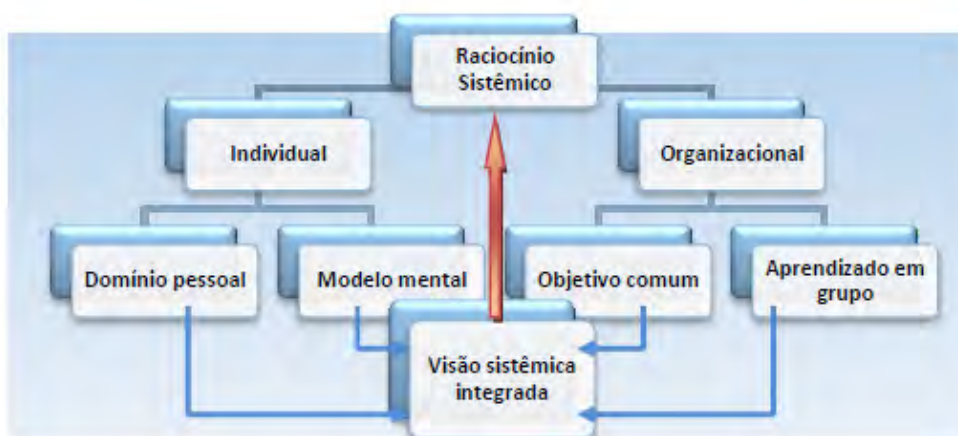 Raciocínio
Sistêmico
Individual
Organizacional
Domínio pessoal
Modelo mental
Objetivo comum
Aprendizado em
grupo
Visão sistêmica
integrada